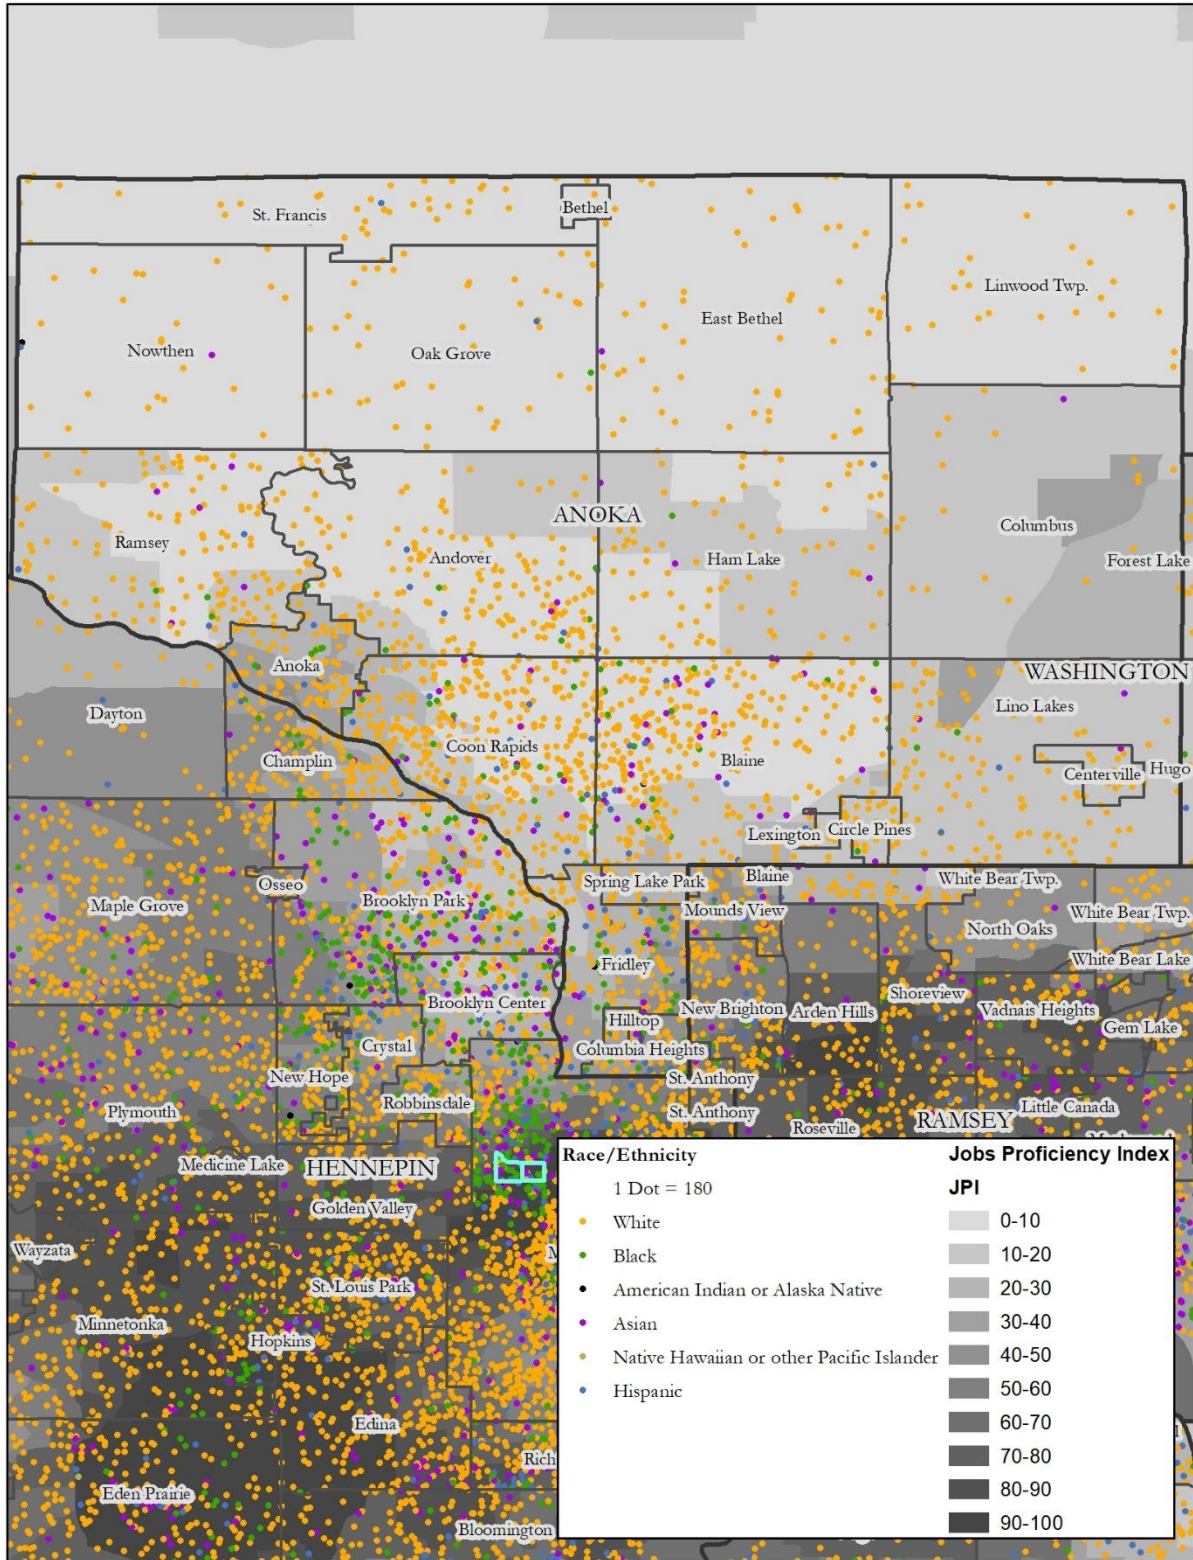 St. Francis
Bethel
Linwood Twp.
East Bethel
Nowthen
Oak Grove
ANOKA
Columbus
Ramsey
Andover
Ham Lake
Forest Lake
Anoka
WASHINGTON
Dayton
Lino Lakes
Coon Rapids
Champlin
Blaine
Centerville
Hugo
Lexington
Circle Pines
Osseo
Spring Lake Park
Blaine
White Bear Twp.
Brooklyn Park
Maple Grove
Mounds View
White Bear Twp.
North Oaks
Fridley
White Bear Lake
Shoreview
Brooklyn Center
New Brighton
Arden Hills
Vadnais Heights
Hilltop
Gem Lake
Crystal
Columbia Heights
New Hope
St. Anthony
Robbinsdale
Plymouth
St. Anthony
Little Canada
Roseville
RAMSEY
Medicine Lake
HENNEPIN
Golden Valley
Wayzata
St. Louis Park
Minnetonka
Hopkins
Edina
Rich
Eden Prairie
Bloomington
Race/Ethnicity
1 Dot = 180
White
Black
American Indian or Alaska Native
Asian
Native Hawaiian or other Pacific Islander
Hispanic
Jobs Proficiency Index
JPI
0-10
10-20
20-30
30-40
40-50
50-60
60-70
70-80
80-90
90-100